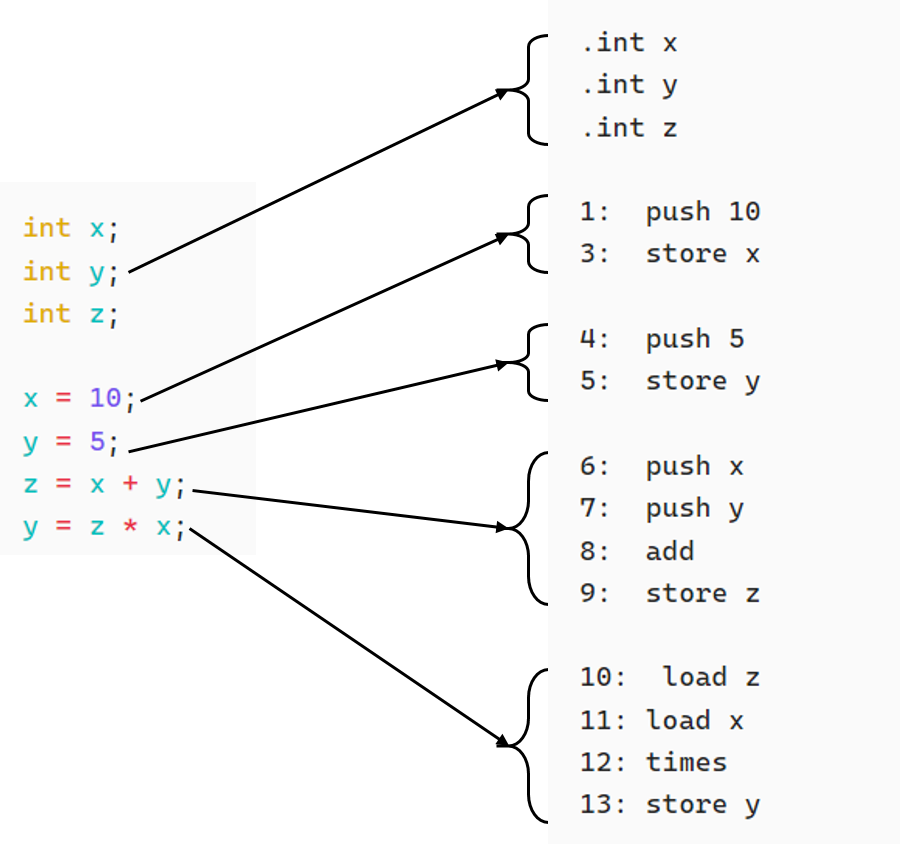 int x;
int y;
int z;
x = 10;
y = 5;
z = x + y;
y = z * x;
.int x
.int y
.int z
1:  push 10
3:  store x
4:  push 5
5:  store y
6:  push x
7:  push y
8:  add
9:  store z
10:  load z
11: load x
12: times
13: store y